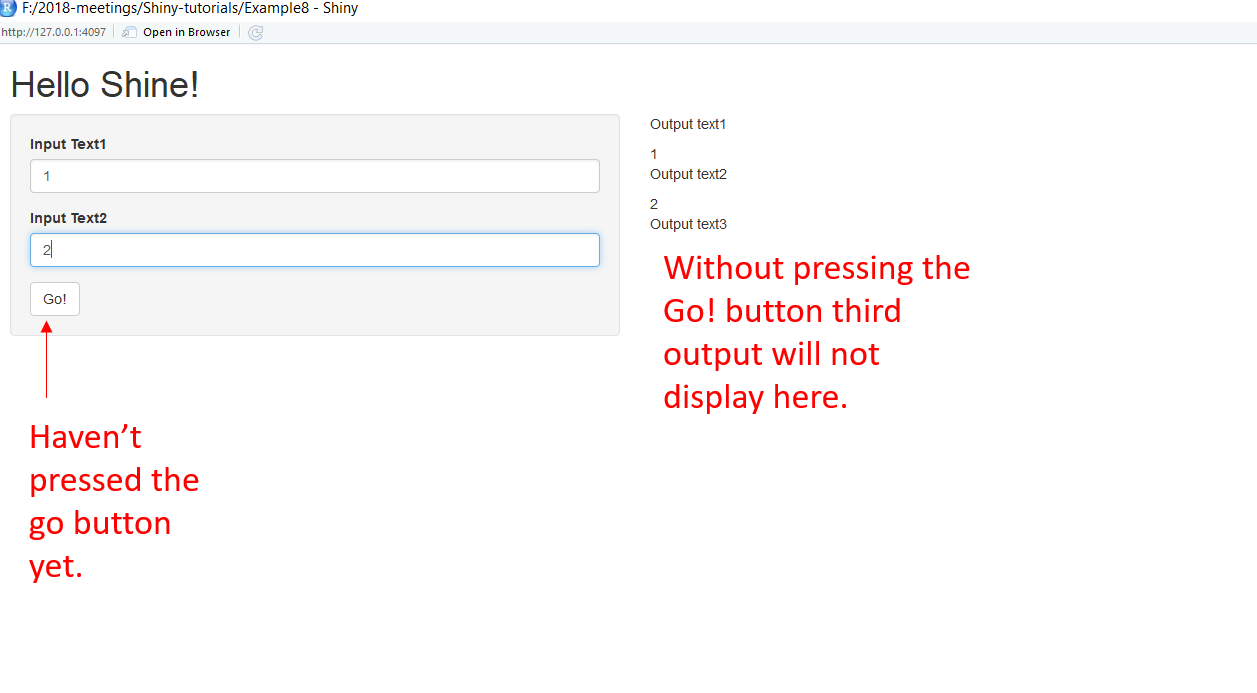 F:/2018-meetings/Shiny-tutorials/Example8 - Shiny
http://127.0.0.1:4097 Open in Browser
Hello Shine!
Input Text1
1
Input Text2
2
Go!
Output text1
1
Output text2
2
Output text3
Without pressing the
Go! button third
output will not
display here.
Haven’t
pressed the
go button
yet.